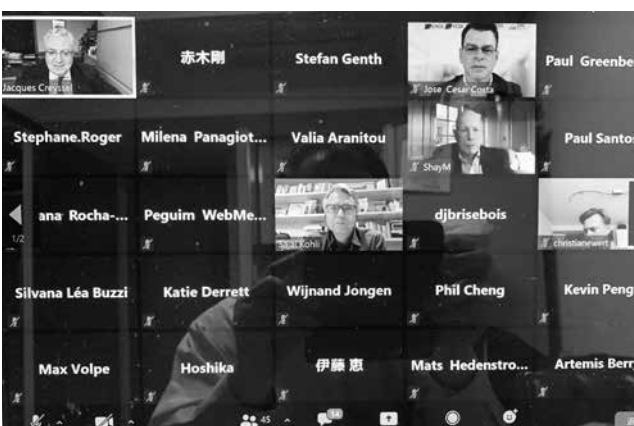 Jacques Creyssel
赤木剛
Stefan Genth
Jose Cesar Costa
Paul Greenbe
Stephane.Roger
Milena Panagiot...
Valia Aranitou
ShayM
Paul Santos
1/2
ana Rocha-...
Peguim WebMe...
Kohli
djbrisebois
christianewert
Silvana Léa Buzzi
Katie Derrett
Wijnand Jongen
Phil Cheng
Kevin Peng
Max Volpe
Hoshika
伊藤 恵
Mats Hedenstro...
Artemis Berr
45
14